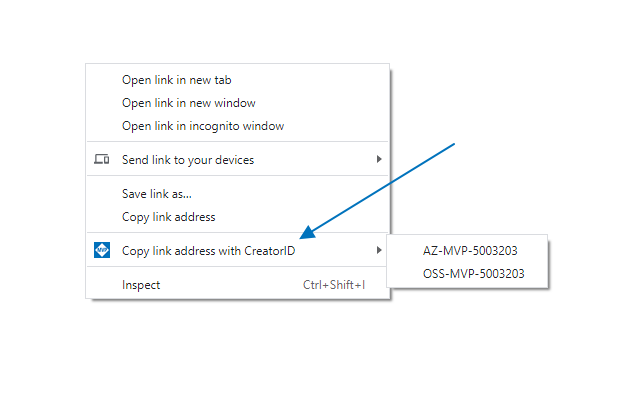 Open link in new tab
Open link in new window
Open link in incognito window
Send link to your devices
Save link as...
Copy link address
MVP
Copy link address with CreatorID
AZ-MVP-5003203
OSS-MVP-5003203
Inspect Ctrl+Shift+I